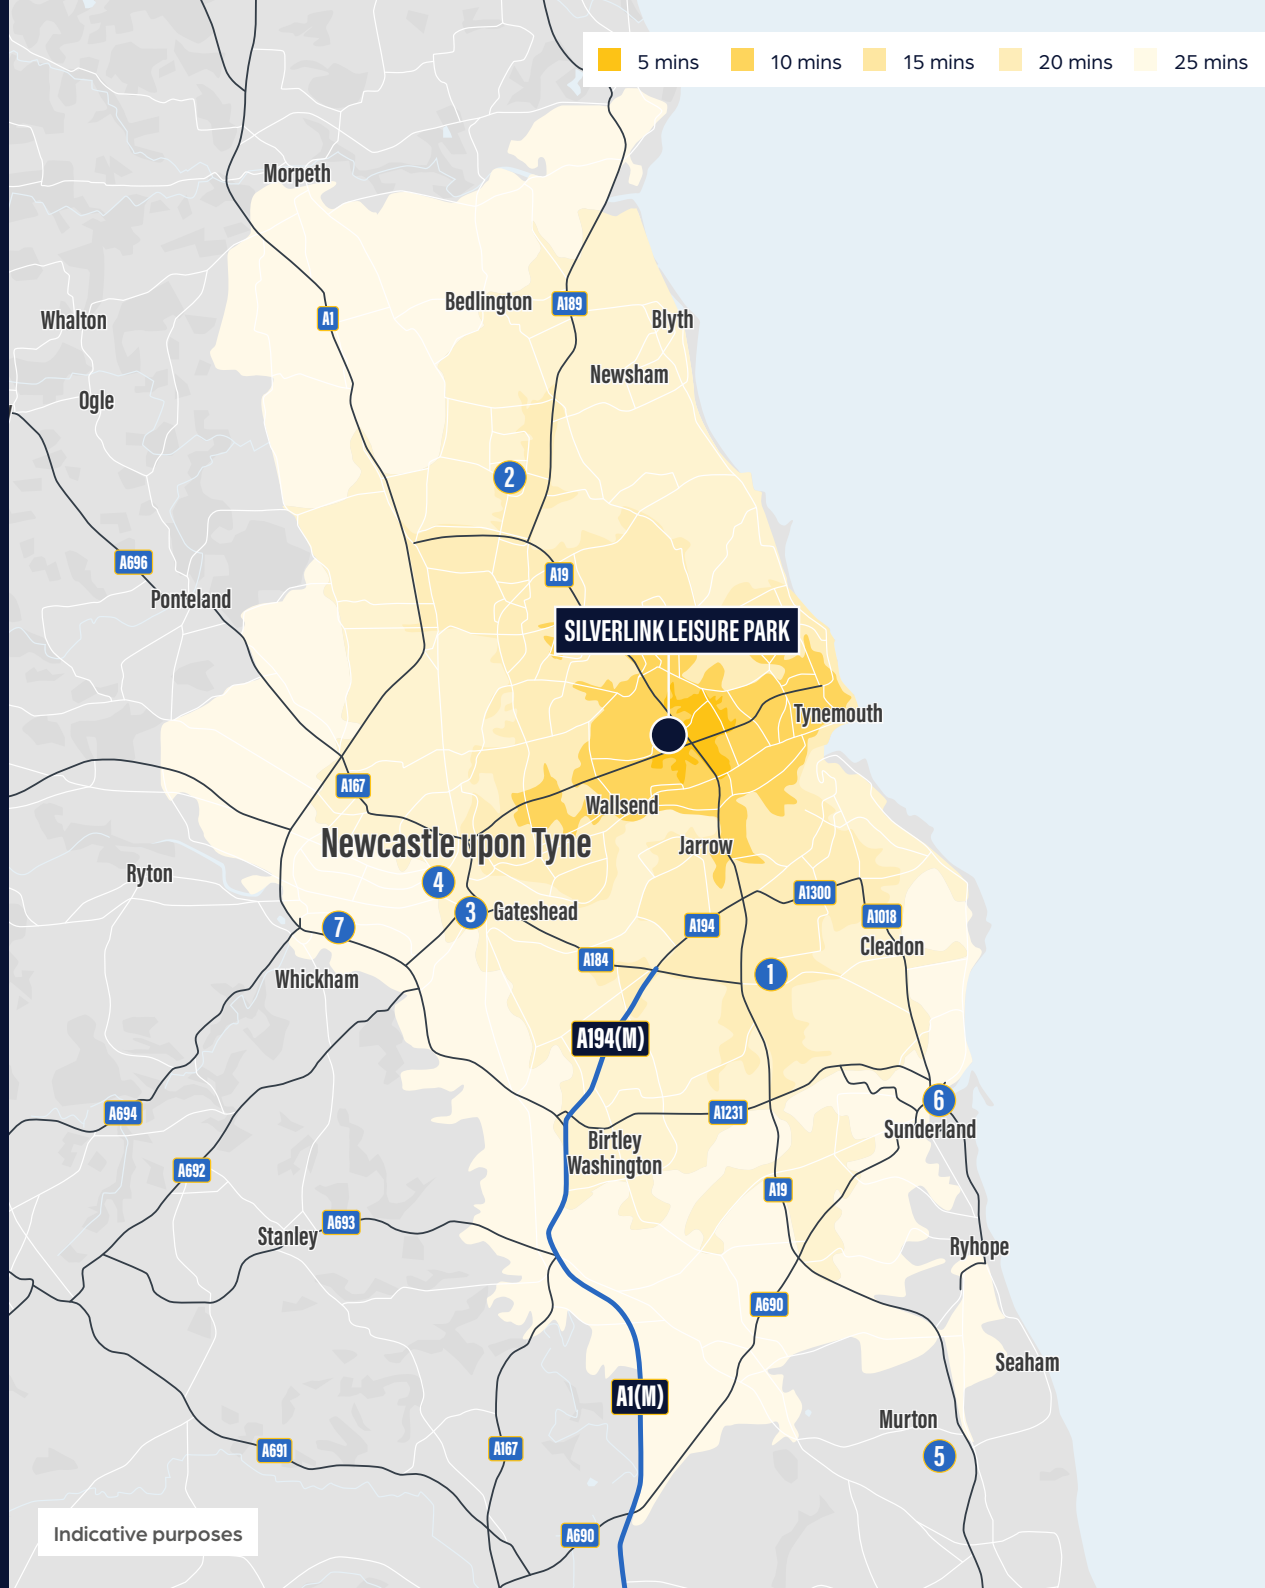 5 mins
10 mins
15 mins
20 mins
25 mins
Morpeth
Bedlington
A189
A1
Whalton
Blyth
Newsham
Ogle
2
A696
A19
Ponteland
SILVERLINK LEISURE PARK
Tynemouth
A167
Wallsend
Newcastle upon Tyne
Jarrow
Ryton
4
A1300
3
Gateshead
A1018
7
A194
Cleadon
A184
1
Whickham
A194(M)
6
A694
A1231
Sunderland
Birtley
Washington
A692
A19
A693
Stanley
Ryhope
A690
Seaham
A1(M)
Murton
A691
A167
5
Indicative purposes
A690